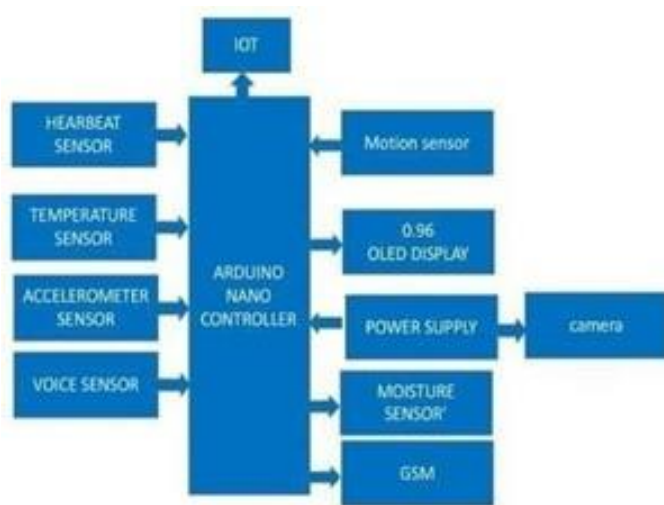 IOT
HEARBEAT
SENSOR
TEMPERATURE
SENSOR
ACCELEROMETER
SENSOR
VOICE SENSOR
ARDUINO
NANO
CONTROLLER
Motion sensor
0.96
OLED DISPLAY
POWER SUPPLY
camera
MOISTURE
SENSOR'
GSM